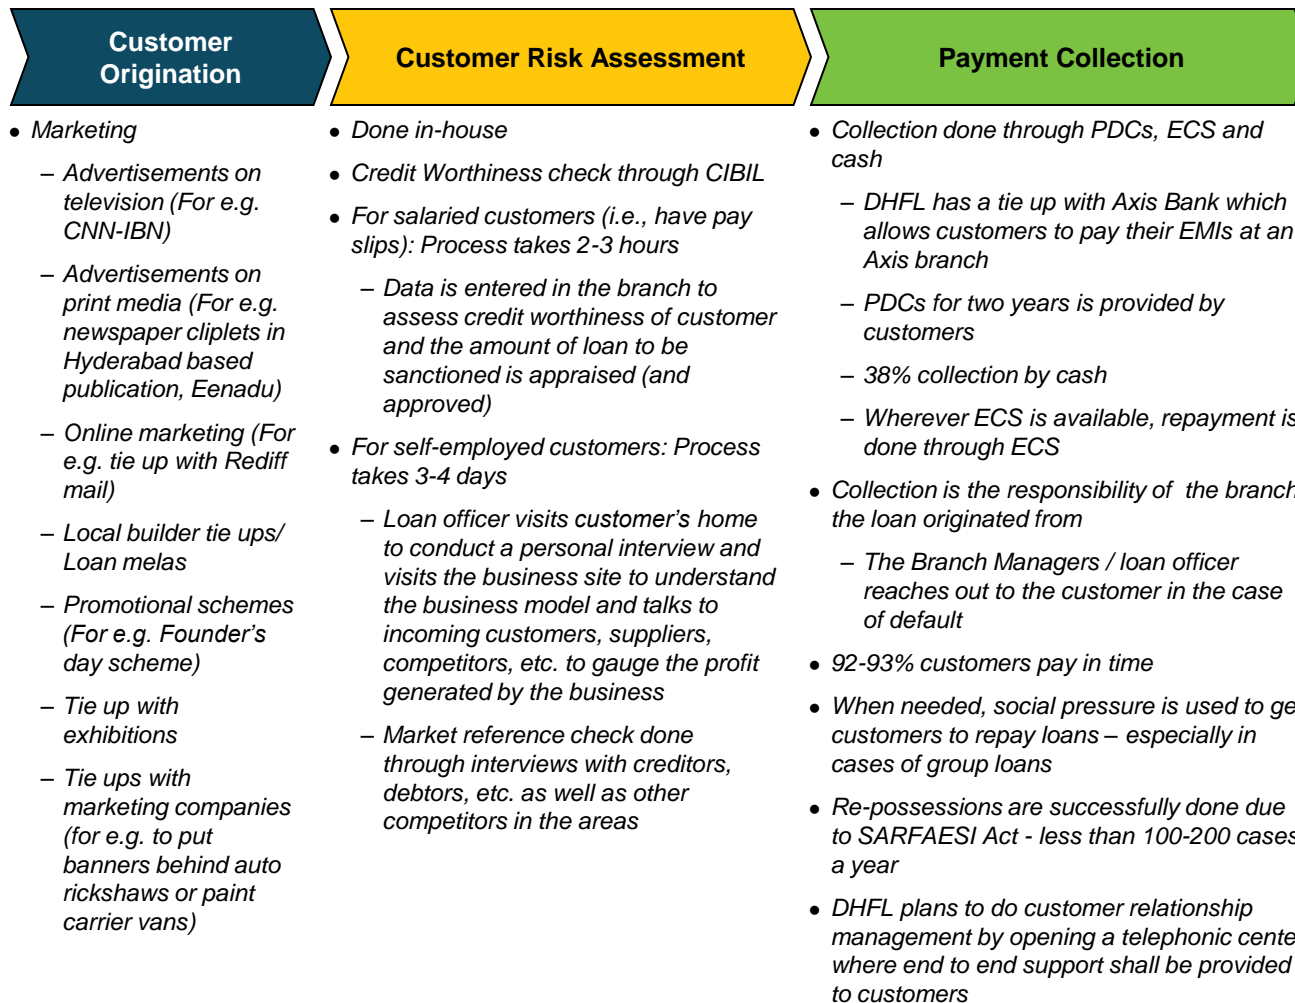 Customer
Origination
Customer Risk Assessment
Payment Collection
● Marketing
– Advertisements on
television (For e.g.
CNN-IBN)
– Advertisements on
print media (For e.g.
newspaper cliplets in
Hyderabad based
publication, Eenadu)
– Online marketing (For
e.g. tie up with Rediff
mail)
– Local builder tie ups/
Loan melas
– Promotional schemes
(For e.g. Founder's
day scheme)
– Tie up with
exhibitions
– Tie ups with
marketing companies
(for e.g. to put
banners behind auto
rickshaws or paint
carrier vans)
● Done in-house
● Credit Worthiness check through CIBIL
● For salaried customers (i.e., have pay
slips): Process takes 2-3 hours
– Data is entered in the branch to
assess credit worthiness of customer
and the amount of loan to be
sanctioned is appraised (and
approved)
● For self-employed customers: Process
takes 3-4 days
– Loan officer visits customer's home
to conduct a personal interview and
visits the business site to understand
the business model and talks to
incoming customers, suppliers,
competitors, etc. to gauge the profit
generated by the business
– Market reference check done
through interviews with creditors,
debtors, etc. as well as other
competitors in the areas
● Collection done through PDCs, ECS and
cash
– DHFL has a tie up with Axis Bank which
allows customers to pay their EMIs at an
Axis branch
– PDCs for two years is provided by
customers
– 38% collection by cash
– Wherever ECS is available, repayment is
done through ECS
● Collection is the responsibility of the branch
the loan originated from
– The Branch Managers / loan officer
reaches out to the customer in the case
of default
● 92-93% customers pay in time
● When needed, social pressure is used to ge
customers to repay loans – especially in
cases of group loans
● Re-possessions are successfully done due
to SARFAESI Act - less than 100-200 cases
a year
● DHFL plans to do customer relationship
management by opening a telephonic cente
where end to end support shall be provided
to customers